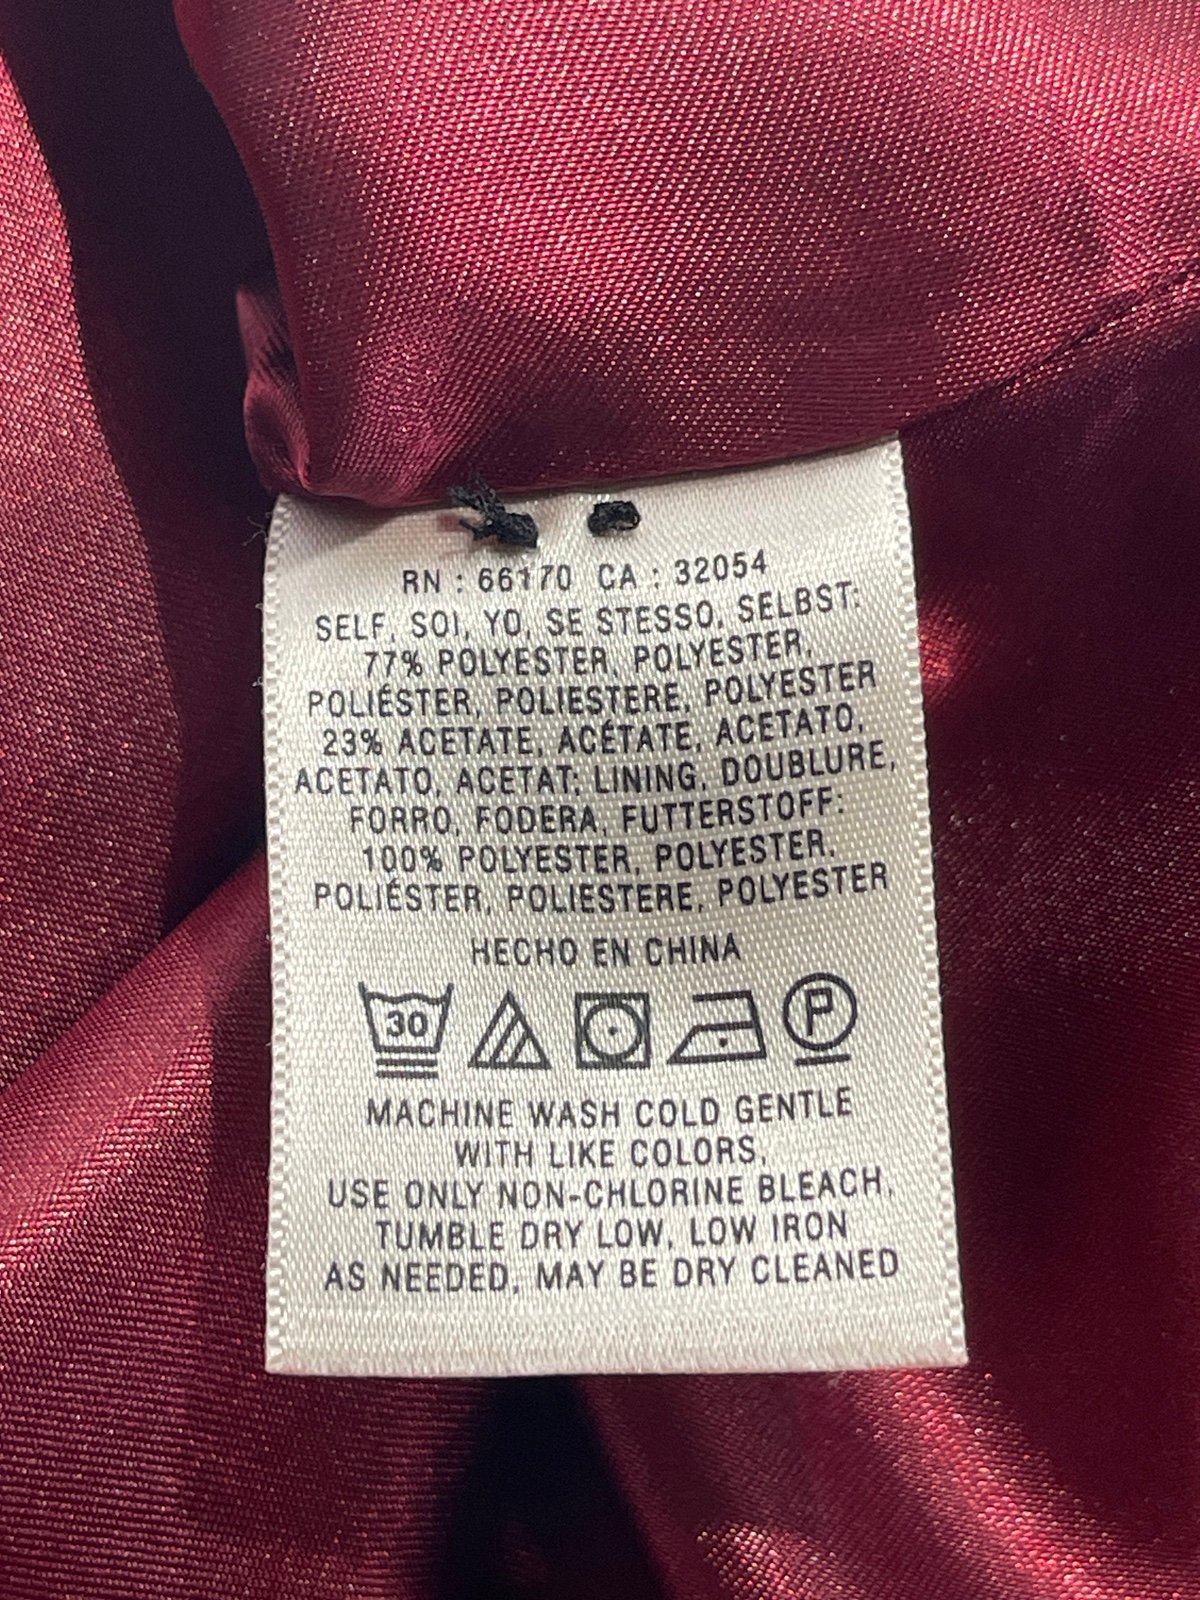 RN : 66170 CA : 32054
SELF, SOI, YO, SE STESSO, SELBST:
77% POLYESTER, POLYESTER,
POLIÉSTER, POLIESTERE, POLYESTER
23% ACETATE, ACÉTATE, ACETATO,
ACETATO, ACETAT; LINING, DOUBLURE,
FORRO, FODERA, FUTTERSTOFF:
100% POLYESTER, POLYESTER,
POLIÉSTER, POLIESTERE, POLYESTER
HECHO EN CHINA
30 P
MACHINE WASH COLD GENTLE
WITH LIKE COLORS,
USE ONLY NON-CHLORINE BLEACH,
TUMBLE DRY LOW, LOW IRON
AS NEEDED, MAY BE DRY CLEANED